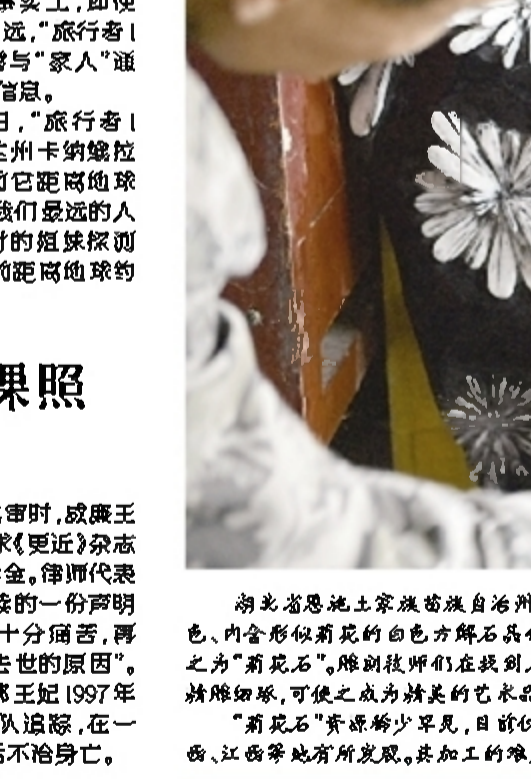 事实上,即使
远,“旅行者1
与“家人”通
信息。
日,“旅行者1
达州卡纳维拉
它距离地球
我们最远的人
时的姐妹探测
的距离地球约
裸照
审时,威廉王
求《更近》杂志
金。律师代表
读的一份声明
十分痛苦,再
去世的原因”。
王妃1997年
队追踪,在一
不治身亡。
湖北省恩施土家族苗族自治州
色、内含形似菊花的白色方解石晶
之为“菊花石”。雕刻技师们在找到
精雕细琢,可使之成为精美的艺术品
“菊花石”资源稀少罕见,目前仅
西、江西等地有所发现。其加工的难